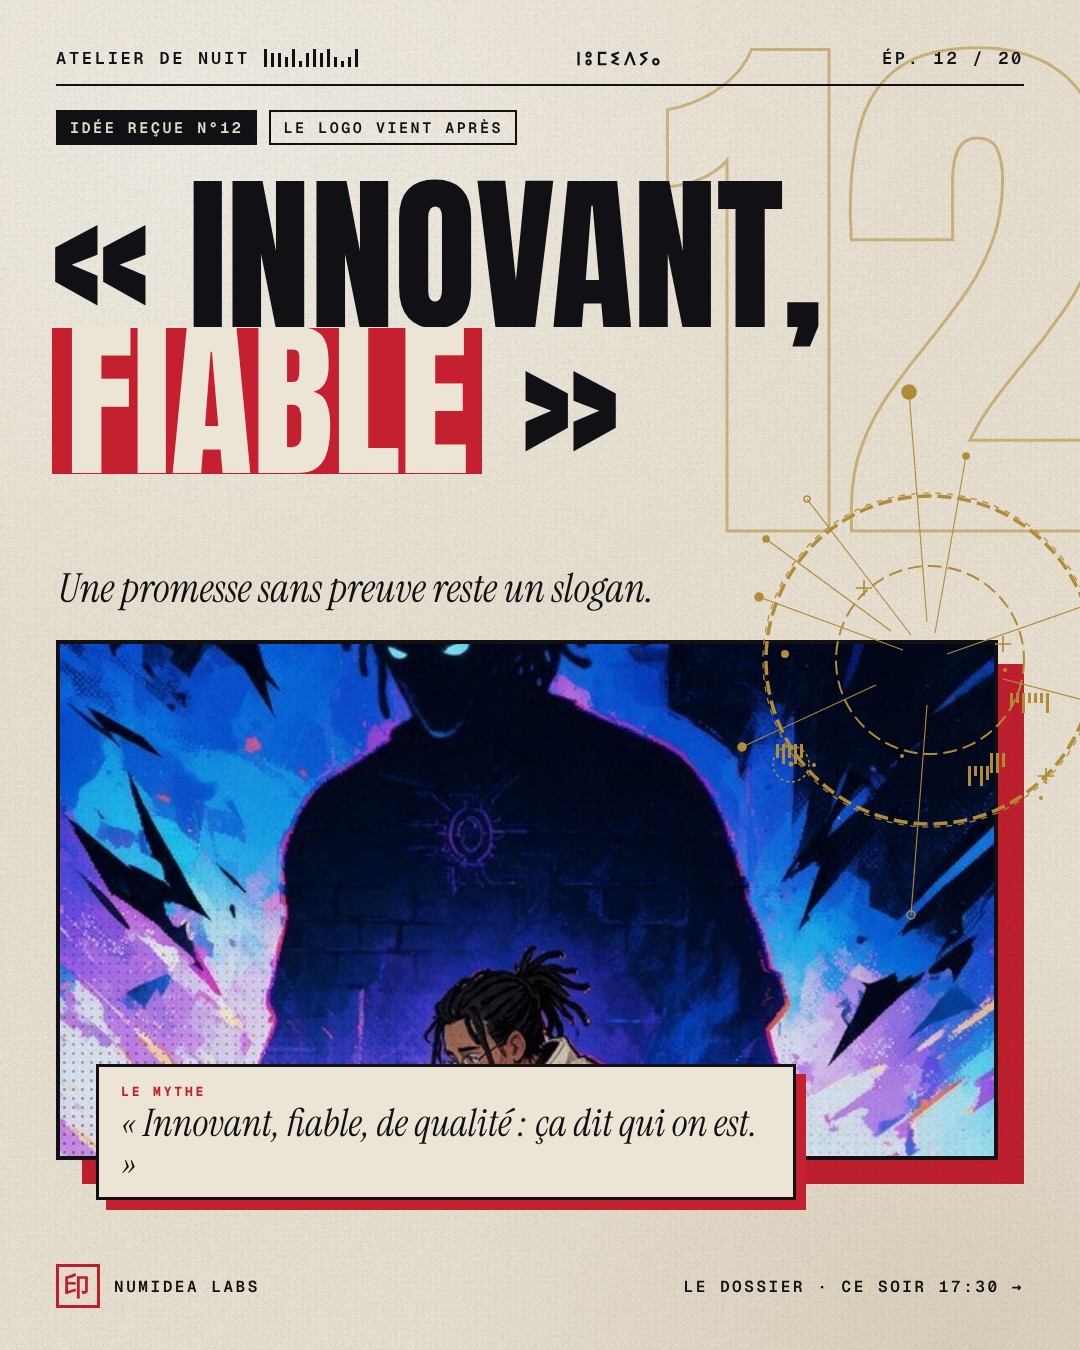 ATELIER DE NUIT
ÉP. 12 / 20
12
IDÉE REÇUE N°12
LE LOGO VIENT APRÈS
« INNOVANT,
FIABLE »
Une promesse sans preuve reste un slogan.
LE MYTHE
« Innovant, fiable, de qualité : ça dit qui on est.
»
印 NUMIDEA LABS
LE DOSSIER · CE SOIR 17:30 →